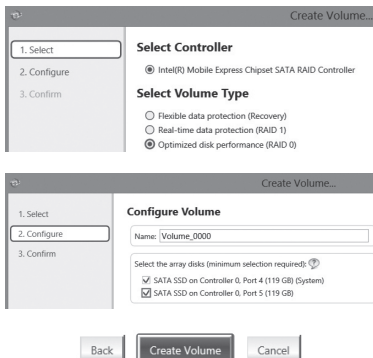 Create Volume...
1. Select
2. Configure
3. Confirm
Select Controller
Intel(R) Mobile Express Chipset SATA RAID Controller
Select Volume Type
Flexible data protection (Recovery)
Real-time data protection (RAID 1)
Optimized disk performance (RAID 0)
Create Volume...
1. Select
2. Configure
3. Confirm
Configure Volume
Name: Volume_0000
Select the array disks (minimum selection required): ?
SATA SSD on Controller 0, Port 4 (119 GB) (System)
SATA SSD on Controller 0, Port 5 (119 GB)
Back Create Volume Cancel